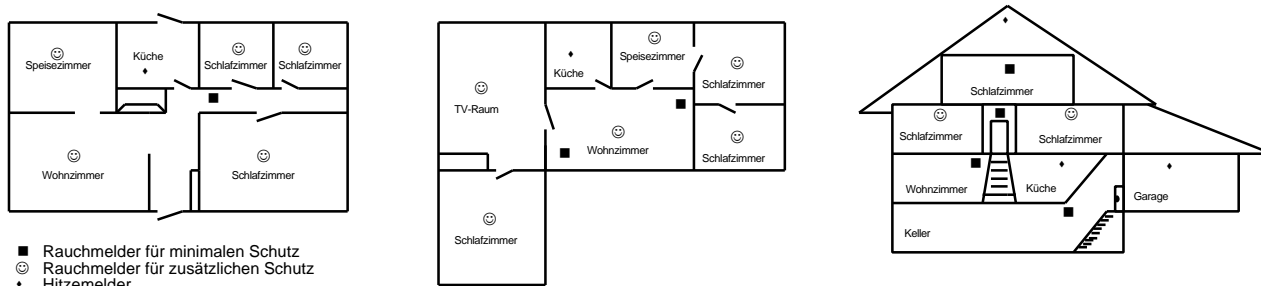 Speisezimmer
Küche
Schlafzimmer
Schlafzimmer
Wohnzimmer
Schlafzimmer
Küche
Speisezimmer
TV-Raum
Schlafzimmer
Wohnzimmer
Schlafzimmer
Schlafzimmer
Schlafzimmer
Schlafzimmer
Schlafzimmer
Wohnzimmer
Küche
Garage
Keller
Rauchmelder für minimalen Schutz
Rauchmelder für zusätzlichen Schutz
Hitzemelder